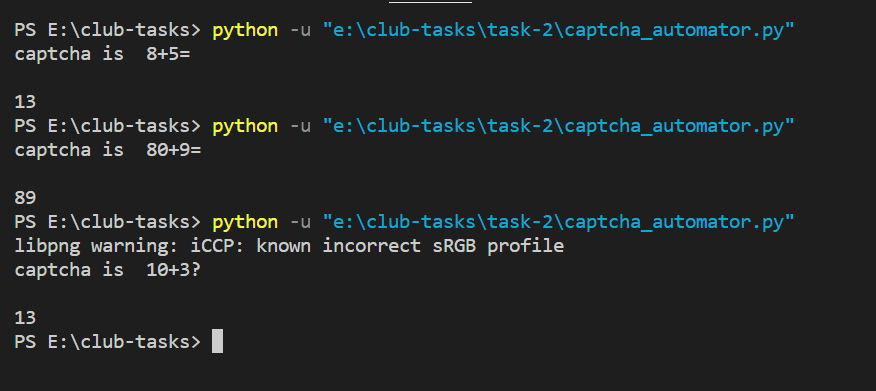 PS E:\club-tasks> python -u "e:\club-tasks\task-2\captcha_automator.py"
captcha is  8+5=
13
PS E:\club-tasks> python -u "e:\club-tasks\task-2\captcha_automator.py"
captcha is  80+9=
89
PS E:\club-tasks> python -u "e:\club-tasks\task-2\captcha_automator.py"
libpng warning: iCCP: known incorrect sRGB profile
captcha is  10+3?
13
PS E:\club-tasks>